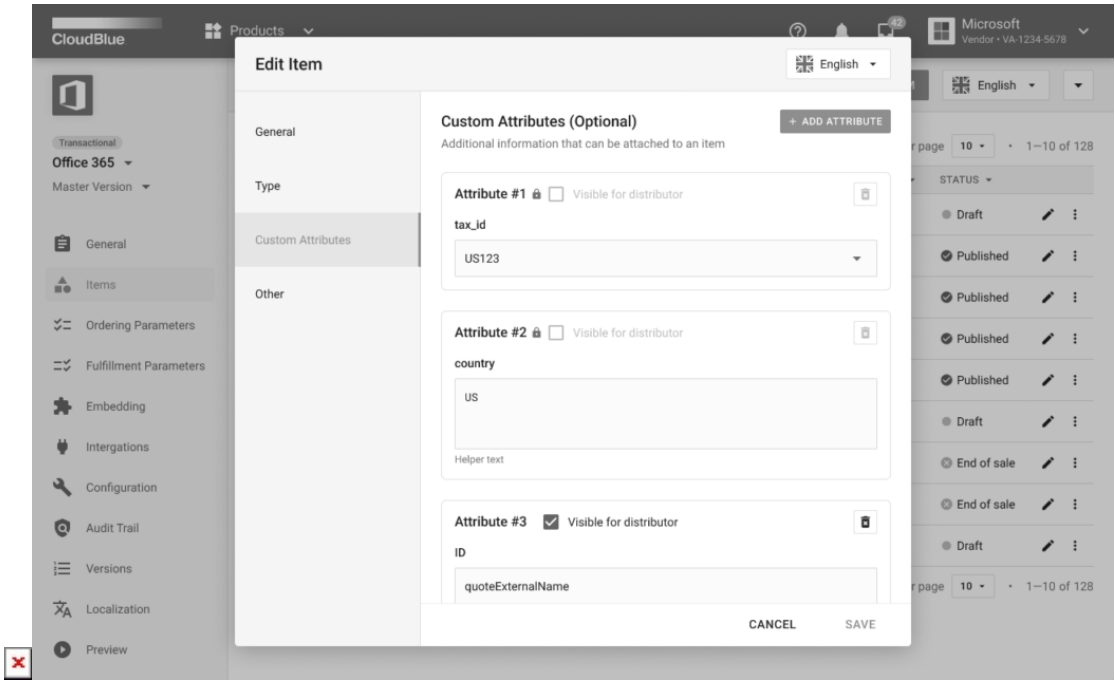 CloudBlue
Products
42
Microsoft
Vendor • VA-1234-5678
Edit Item
English
English
Transactional
Office 365
Master Version
General
Items
Ordering Parameters
Fulfillment Parameters
Embedding
Intergations
Configuration
Audit Trail
Versions
Localization
Preview
General
Type
Custom Attributes
Other
Custom Attributes (Optional)
+ ADD ATTRIBUTE
Additional information that can be attached to an item
Attribute #1 Visible for distributor
tax_id
US123
Attribute #2 Visible for distributor
country
US
Helper text
Attribute #3 Visible for distributor
ID
quoteExternalName
CANCEL SAVE
page 10 • 1–10 of 128
STATUS
Draft
Published
Published
Published
Published
Draft
End of sale
End of sale
Draft
page 10 • 1–10 of 128